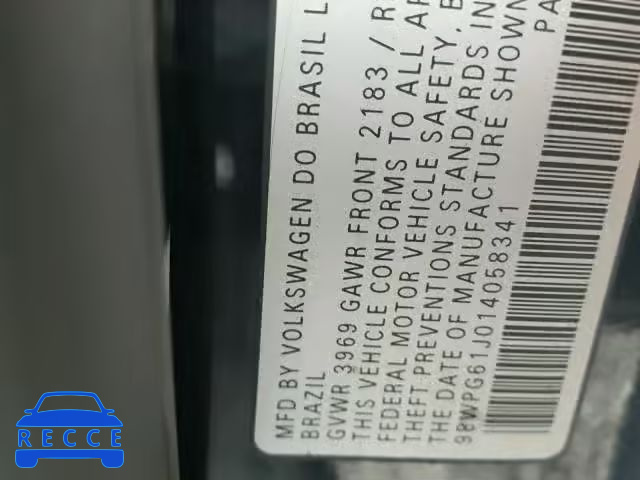 MFD BY VOLKSWAGEN DO BRASIL L
BRAZIL
GVWR 3969 GAWR FRONT 2183 / R
THIS VEHICLE CONFORMS TO ALL AP
FEDERAL MOTOR VEHICLE SAFETY, B
THEFT PREVENTIONS STANDARDS IN
THE DATE OF MANUFACTURE SHOWN
9BWPG61J014058341
PA
RECCE